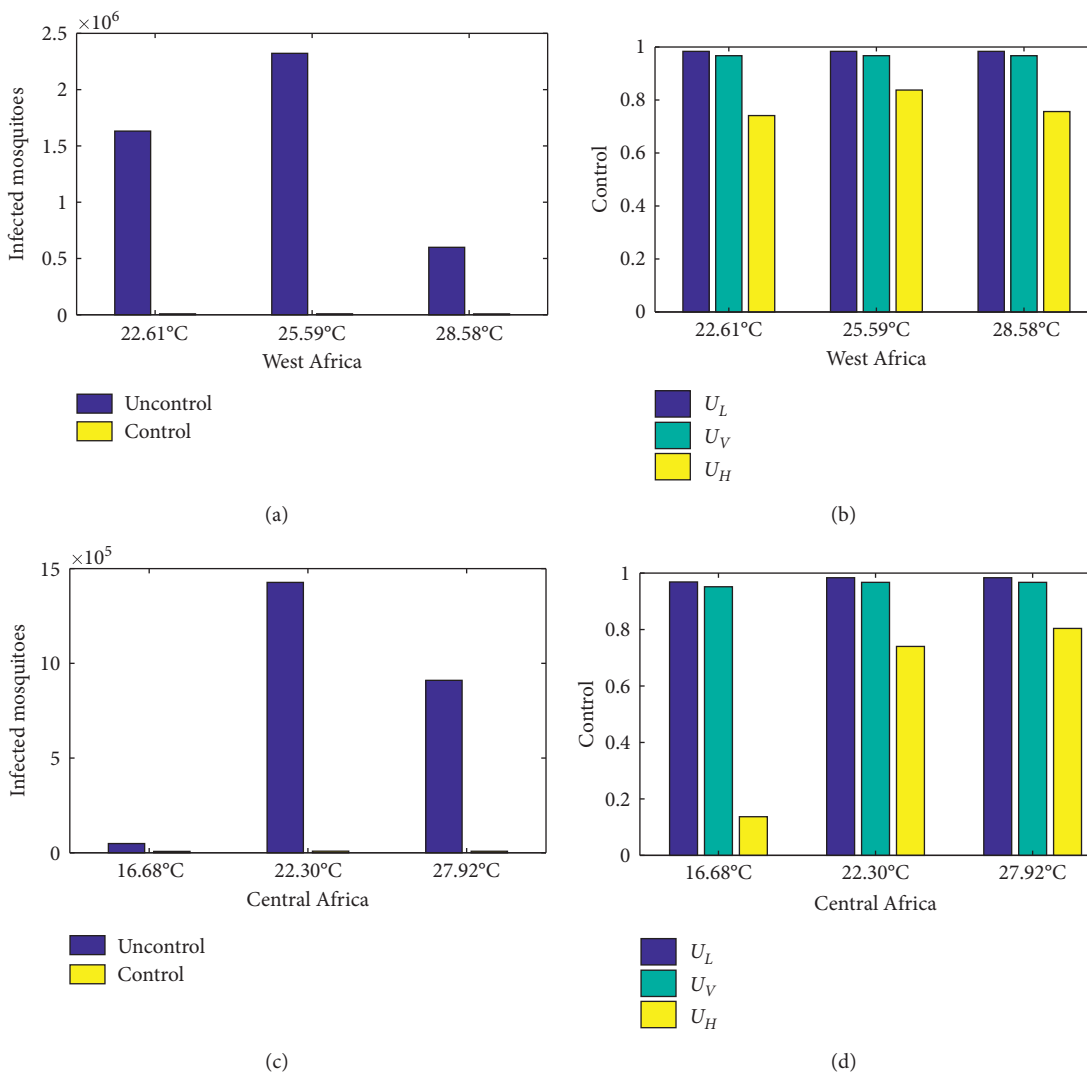 ×10⁶
2.5
2
1.5
1
0.5
0
Infected mosquitoes
22.61°C 25.59°C 28.58°C
West Africa
Uncontrol
Control
(a)
1
0.8
0.6
0.4
0.2
0
Control
22.61°C 25.59°C 28.58°C
West Africa
U_L
U_V
U_H
(b)
×10⁵
15
10
5
0
Infected mosquitoes
16.68°C 22.30°C 27.92°C
Central Africa
Uncontrol
Control
(c)
1
0.8
0.6
0.4
0.2
0
Control
16.68°C 22.30°C 27.92°C
Central Africa
U_L
U_V
U_H
(d)